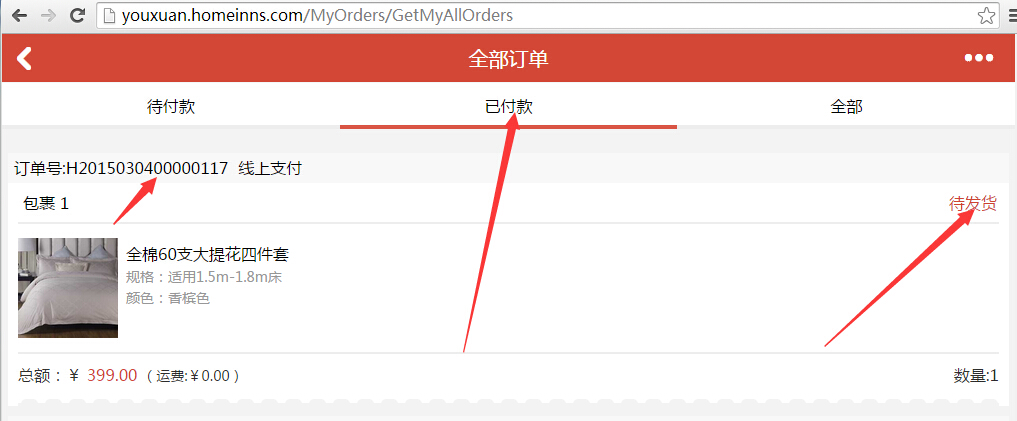 youxuan.homeinns.com/MyOrders/GetMyAllOrders
全部订单
待付款 已付款 全部
订单号:H2015030400000117 线上支付
包裹 1 待发货
全棉60支大提花四件套
规格：适用1.5m-1.8m床
颜色：香槟色
总额：¥ 399.00 ( 运费:¥0.00 ) 数量:1